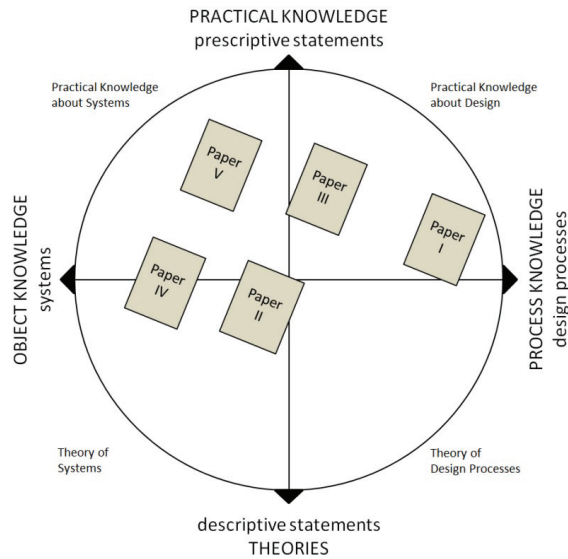 PRACTICAL KNOWLEDGE
prescriptive statements
Practical Knowledge
about Systems
Practical Knowledge
about Design
Paper
V
Paper
III
Paper
I
OBJECT KNOWLEDGE
systems
PROCESS KNOWLEDGE
design processes
Paper
IV
Paper
II
Theory of
Systems
Theory of
Design Processes
descriptive statements
THEORIES